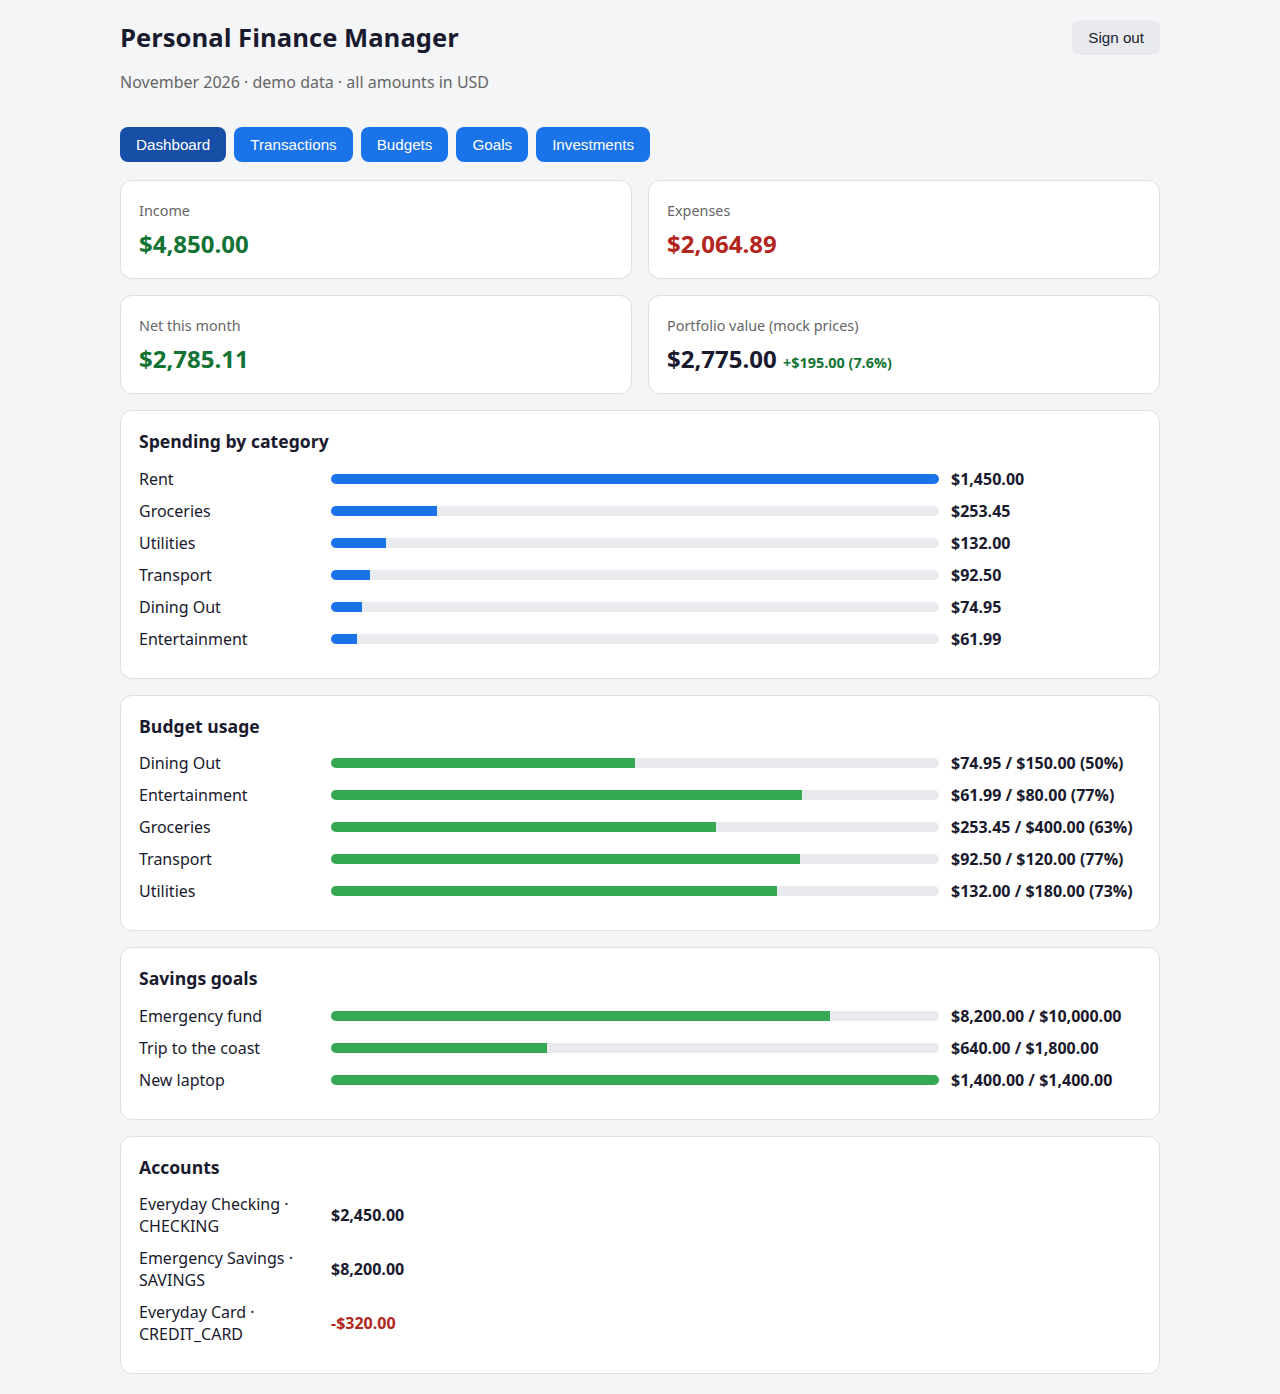 Personal Finance Manager
Sign out
November 2026 · demo data · all amounts in USD
Dashboard
Transactions
Budgets
Goals
Investments
Income
$4,850.00
Expenses
$2,064.89
Net this month
$2,785.11
Portfolio value (mock prices)
$2,775.00 +$195.00 (7.6%)
Spending by category
Rent $1,450.00
Groceries $253.45
Utilities $132.00
Transport $92.50
Dining Out $74.95
Entertainment $61.99
Budget usage
Dining Out $74.95 / $150.00 (50%)
Entertainment $61.99 / $80.00 (77%)
Groceries $253.45 / $400.00 (63%)
Transport $92.50 / $120.00 (77%)
Utilities $132.00 / $180.00 (73%)
Savings goals
Emergency fund $8,200.00 / $10,000.00
Trip to the coast $640.00 / $1,800.00
New laptop $1,400.00 / $1,400.00
Accounts
Everyday Checking ·
CHECKING
$2,450.00
Emergency Savings ·
SAVINGS
$8,200.00
Everyday Card ·
CREDIT_CARD
-$320.00